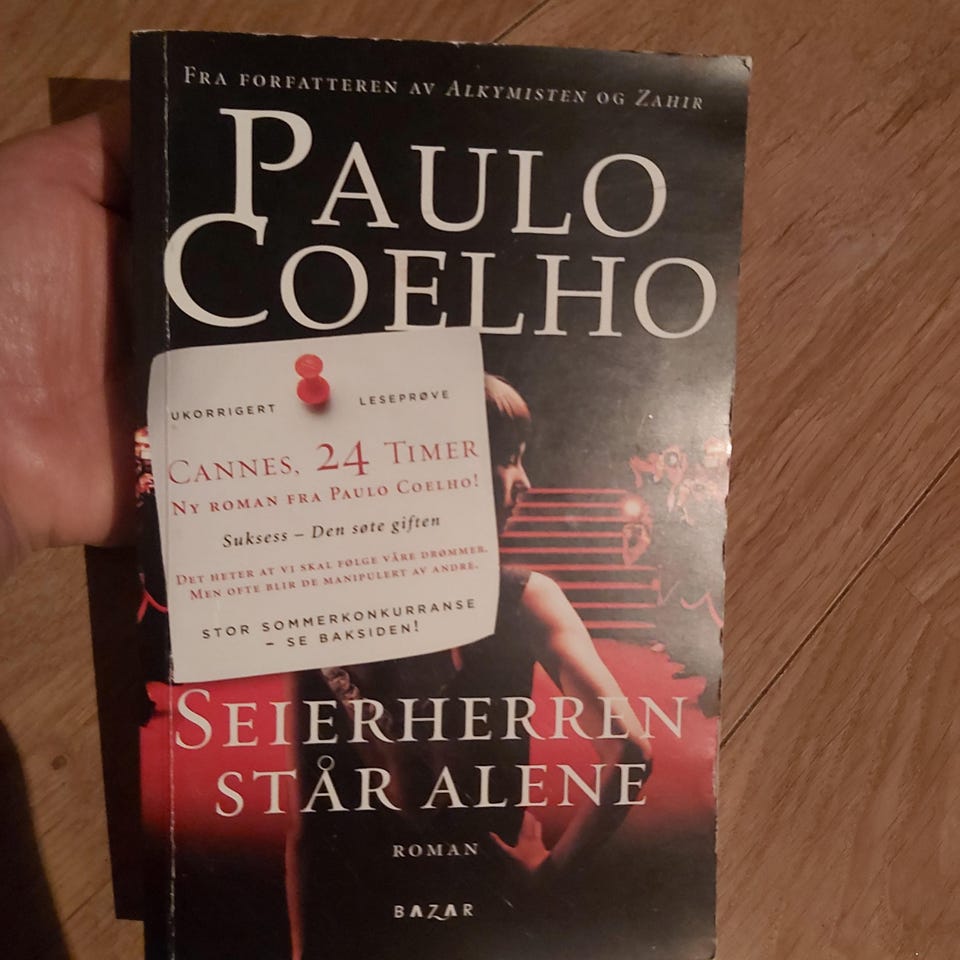 FRA FORFATTEREN AV ALKYMISTEN OG ZAHIR
PAULO
COELHO
UKORRIGERT LESEPRØVE
CANNES, 24 TIMER
NY ROMAN FRA PAULO COELHO!
Suksess – Den søte giften
DET HETER AT VI SKAL FØLGE VÅRE DRØMMER.
MEN OFTE BLIR DE MANIPULERT AV ANDRE.
STOR SOMMERKONKURRANSE
– SE BAKSIDEN!
SEIERHERREN
STÅR ALENE
ROMAN
BAZAR